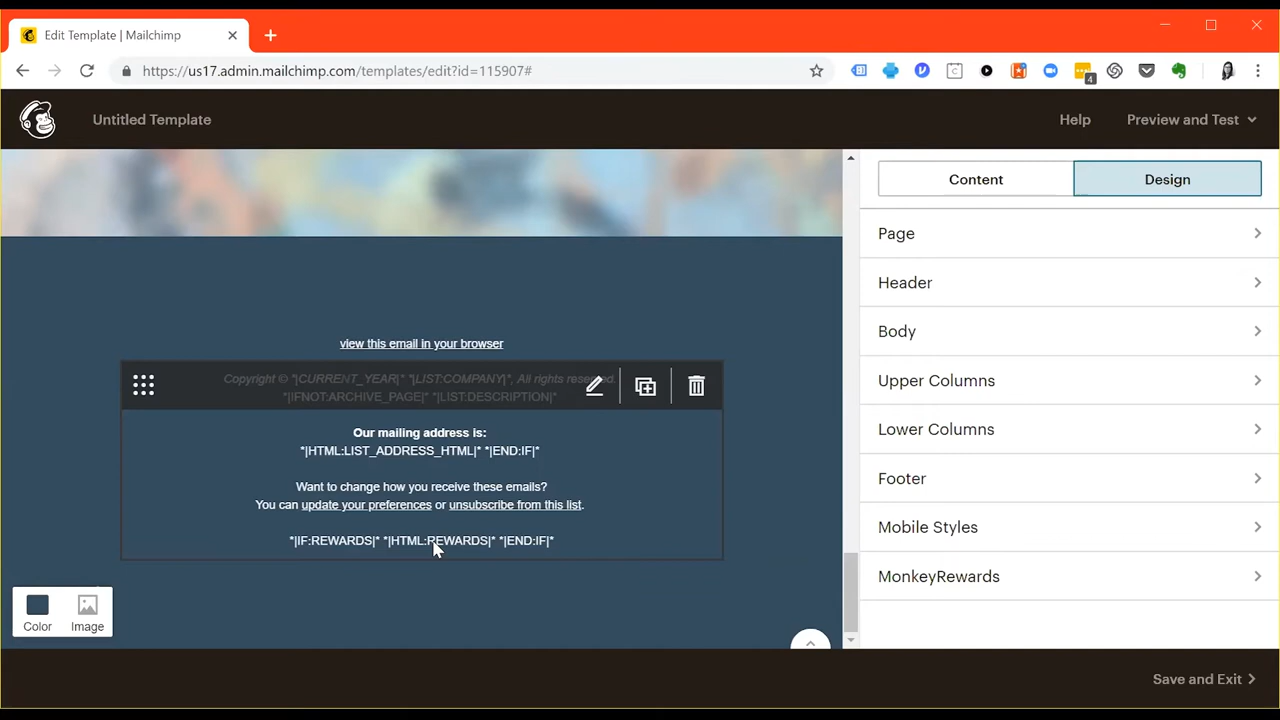 Edit Template | Mailchimp
https://us17.admin.mailchimp.com/templates/edit?id=115907#
4
Untitled Template
Help
Preview and Test
Content
Design
Page
Header
Body
Upper Columns
Lower Columns
Footer
Mobile Styles
MonkeyRewards
view this email in your browser
Copyright © *|CURRENT_YEAR|* *|LIST:COMPANY|*, All rights reserved.
*|IFNOT:ARCHIVE_PAGE|* *|LIST:DESCRIPTION|*
Our mailing address is:
*|HTML:LIST_ADDRESS_HTML|* *|END:IF|*
Want to change how you receive these emails?
You can update your preferences or unsubscribe from this list.
*|IF:REWARDS|* *|HTML:REWARDS|* *|END:IF|*
Color
Image
Save and Exit